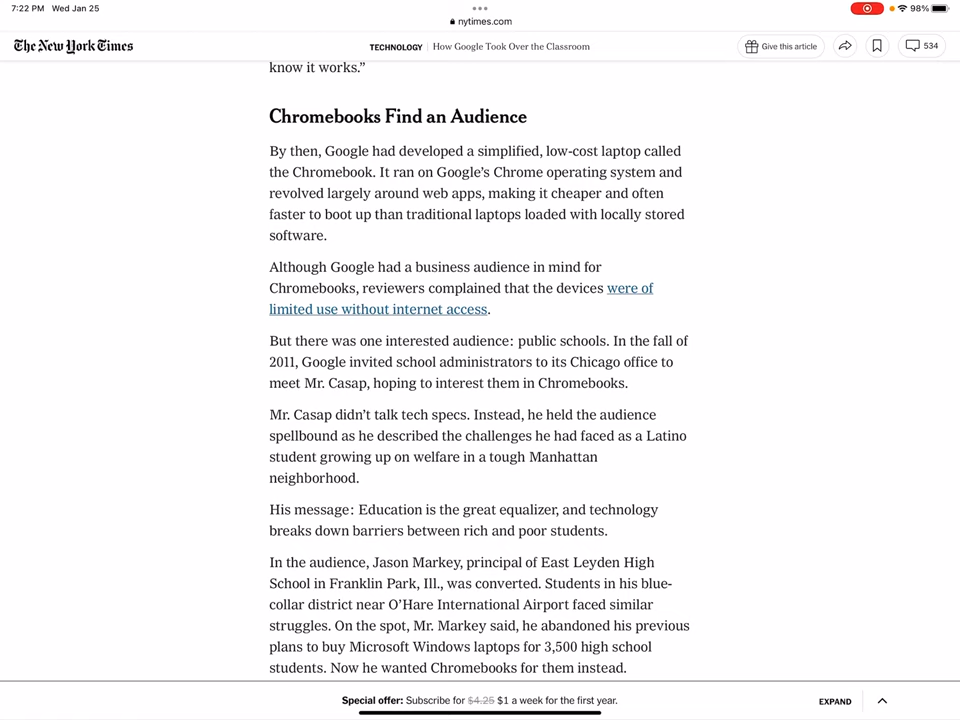 7:22 PM Wed Jan 25
98%
nytimes.com
The New York Times
TECHNOLOGY | How Google Took Over the Classroom
Give this article
534
know it works.”
Chromebooks Find an Audience
By then, Google had developed a simplified, low-cost laptop called
the Chromebook. It ran on Google’s Chrome operating system and
revolved largely around web apps, making it cheaper and often
faster to boot up than traditional laptops loaded with locally stored
software.
Although Google had a business audience in mind for
Chromebooks, reviewers complained that the devices were of
limited use without internet access.
But there was one interested audience: public schools. In the fall of
2011, Google invited school administrators to its Chicago office to
meet Mr. Casap, hoping to interest them in Chromebooks.
Mr. Casap didn’t talk tech specs. Instead, he held the audience
spellbound as he described the challenges he had faced as a Latino
student growing up on welfare in a tough Manhattan
neighborhood.
His message: Education is the great equalizer, and technology
breaks down barriers between rich and poor students.
In the audience, Jason Markey, principal of East Leyden High
School in Franklin Park, Ill., was converted. Students in his blue-
collar district near O’Hare International Airport faced similar
struggles. On the spot, Mr. Markey said, he abandoned his previous
plans to buy Microsoft Windows laptops for 3,500 high school
students. Now he wanted Chromebooks for them instead.
Special offer: Subscribe for $4.25 $1 a week for the first year.
EXPAND